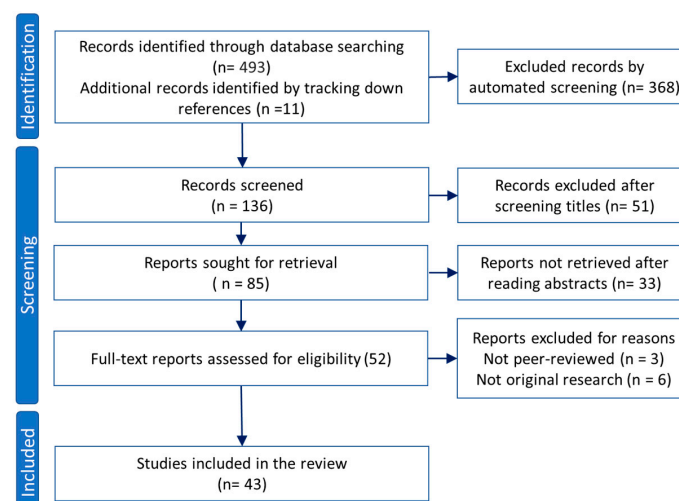 Identification
Records identified through database searching
(n= 493)
Additional records identified by tracking down
references (n =11)
Excluded records by
automated screening (n= 368)
Screening
Records screened
(n = 136)
Records excluded after
screening titles (n= 51)
Reports sought for retrieval
( n = 85)
Reports not retrieved after
reading abstracts (n= 33)
Full-text reports assessed for eligibility (52)
Reports excluded for reasons
Not peer-reviewed (n = 3)
Not original research (n = 6)
Included
Studies included in the review
(n= 43)